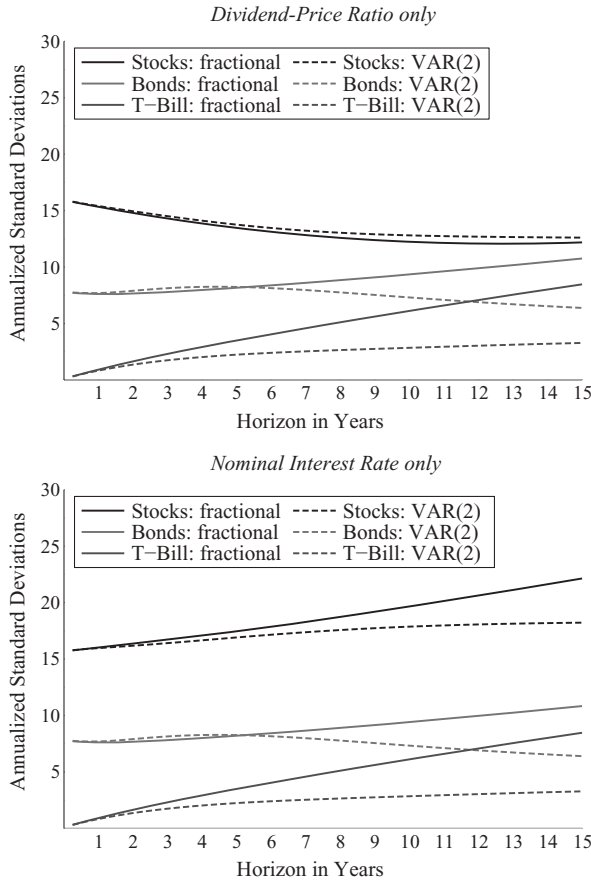 Dividend-Price Ratio only
30
25
20
15
10
5
Annualized Standard Deviations
Stocks: fractional Stocks: VAR(2)
Bonds: fractional Bonds: VAR(2)
T−Bill: fractional T−Bill: VAR(2)
1 2 3 4 5 6 7 8 9 10 11 12 13 14 15
Horizon in Years
Nominal Interest Rate only
30
25
20
15
10
5
Annualized Standard Deviations
Stocks: fractional Stocks: VAR(2)
Bonds: fractional Bonds: VAR(2)
T−Bill: fractional T−Bill: VAR(2)
1 2 3 4 5 6 7 8 9 10 11 12 13 14 15
Horizon in Years